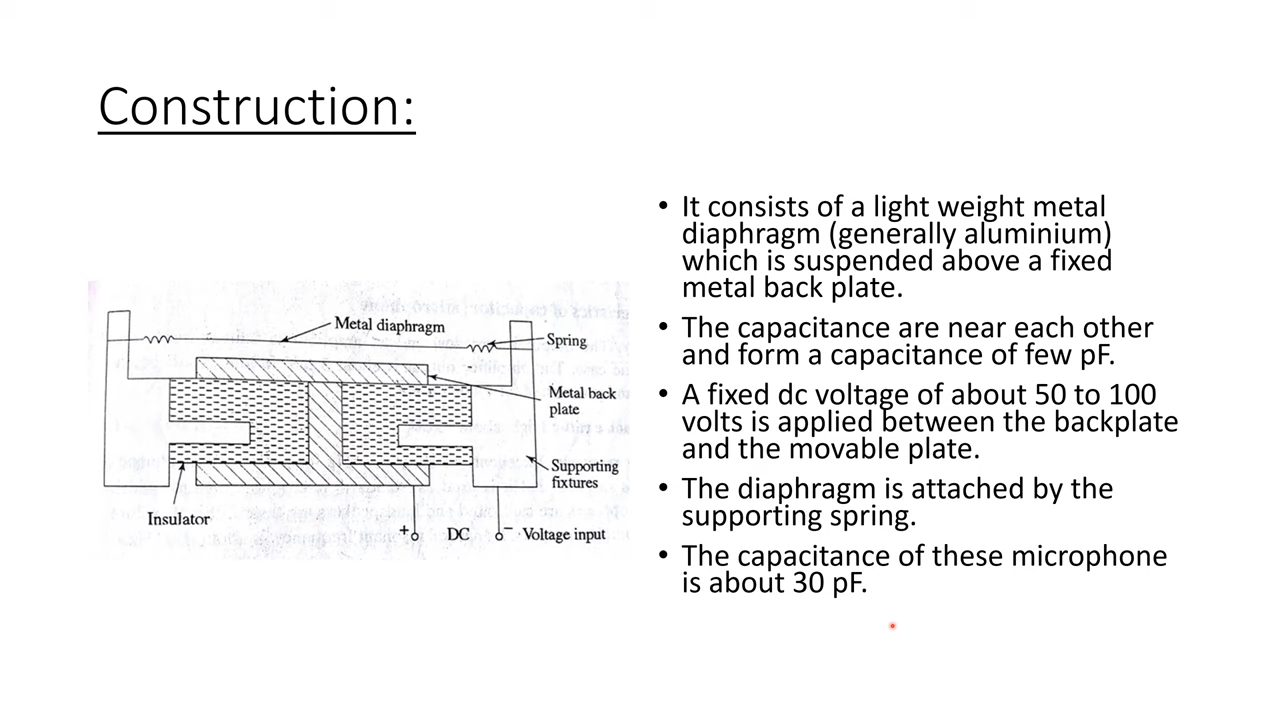 Construction:
• It consists of a light weight metal
diaphragm (generally aluminium)
which is suspended above a fixed
metal back plate.
• The capacitance are near each other
and form a capacitance of few pF.
• A fixed dc voltage of about 50 to 100
volts is applied between the backplate
and the movable plate.
• The diaphragm is attached by the
supporting spring.
• The capacitance of these microphone
is about 30 pF.
Metal diaphragm
Spring
Metal back
plate
Supporting
fixtures
Insulator
+ DC − Voltage input